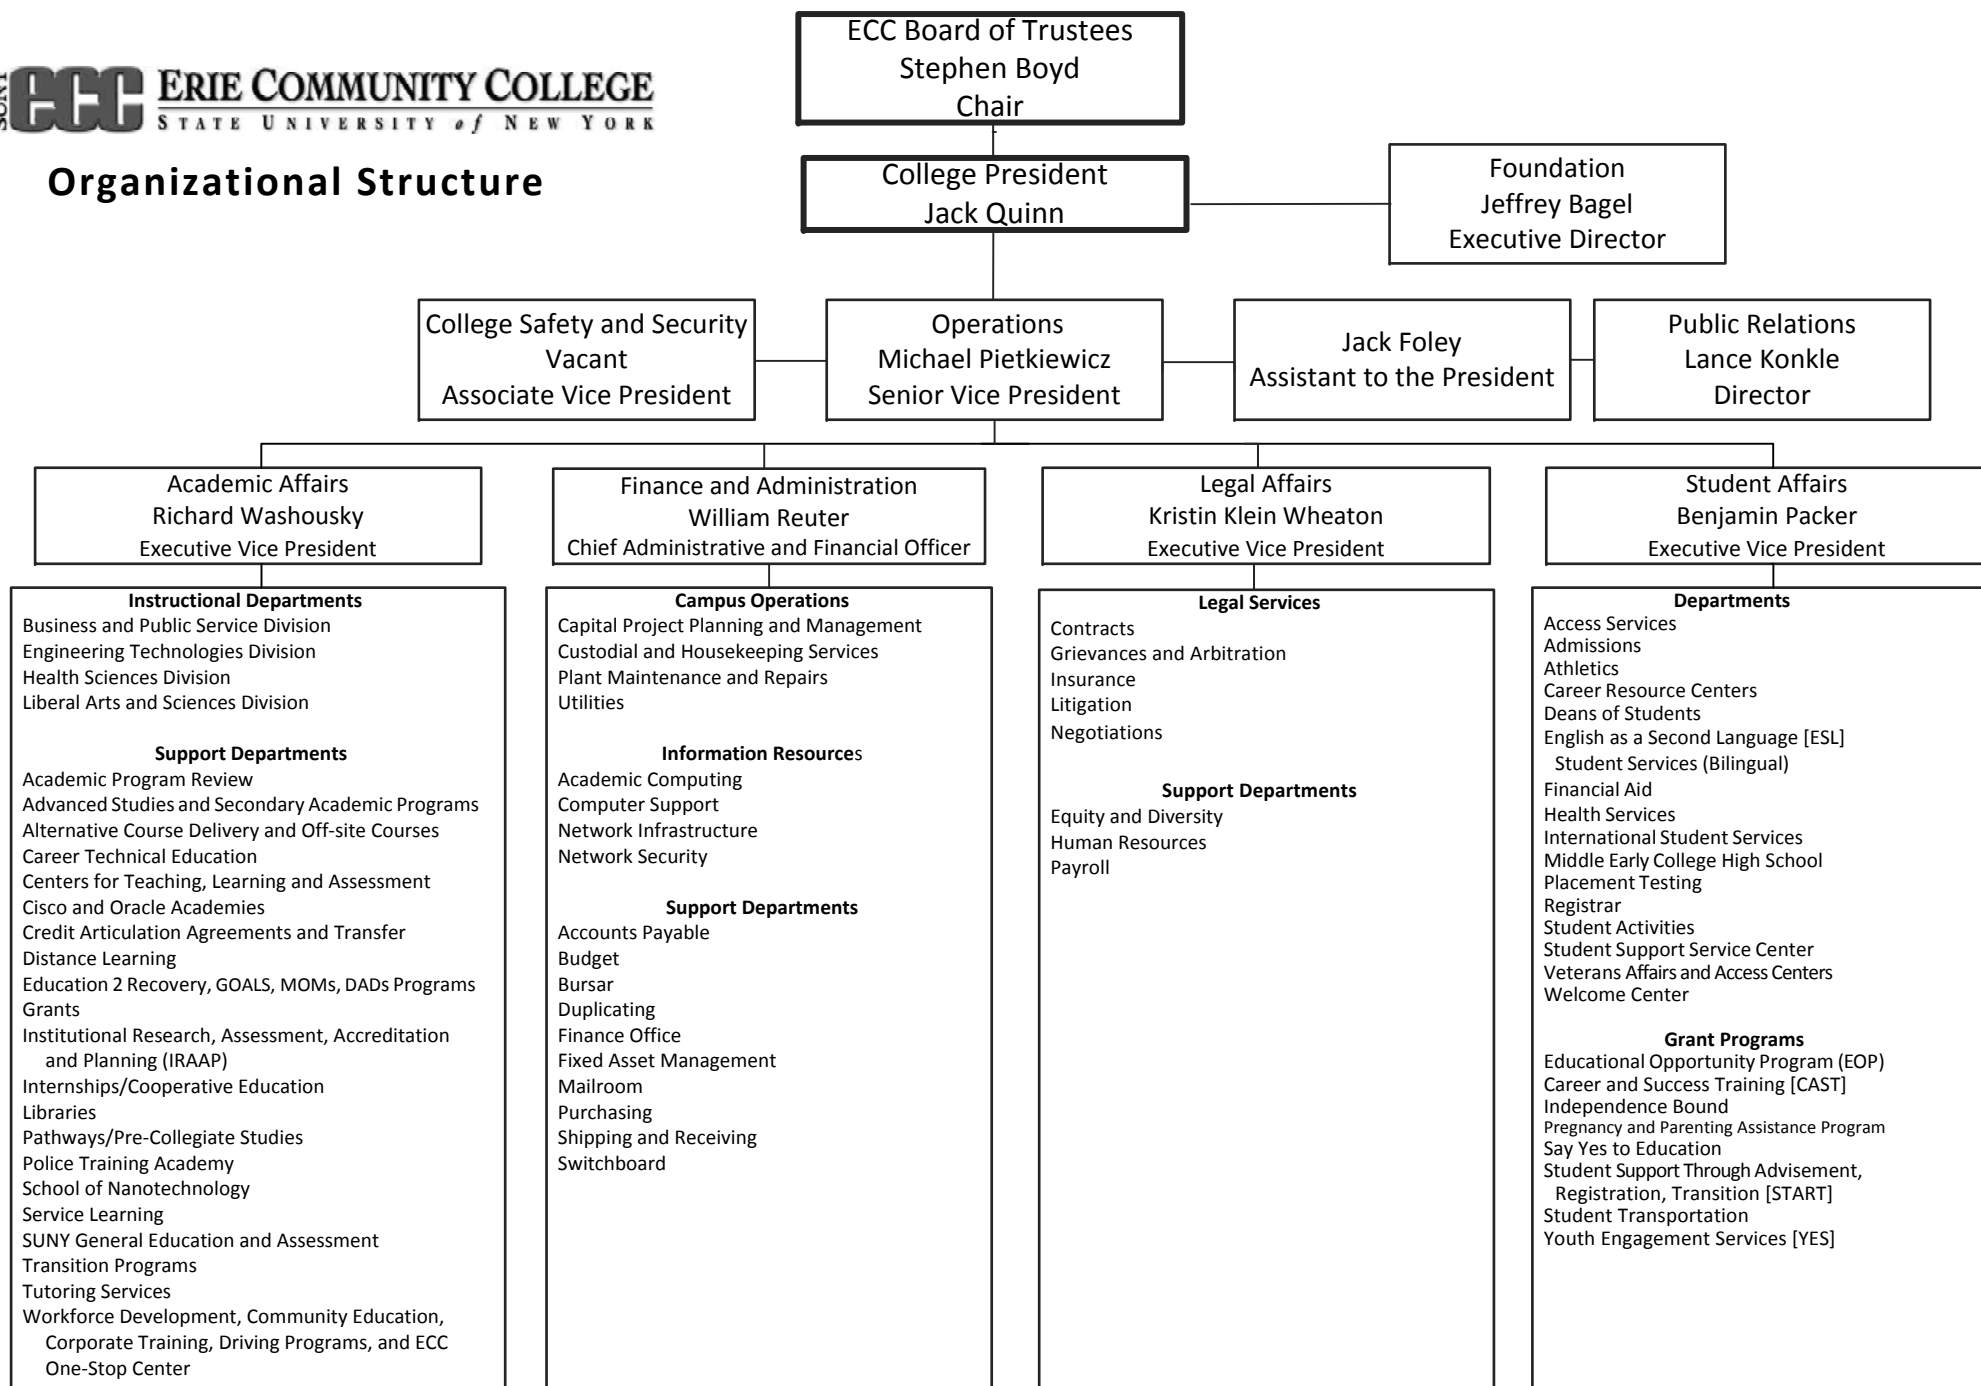 SUNY ecc ERIE COMMUNITY COLLEGE
STATE UNIVERSITY of NEW YORK
Organizational Structure
ECC Board of Trustees
Stephen Boyd
Chair
College President
Jack Quinn
Foundation
Jeffrey Bagel
Executive Director
College Safety and Security
Vacant
Associate Vice President
Operations
Michael Pietkiewicz
Senior Vice President
Jack Foley
Assistant to the President
Public Relations
Lance Konkle
Director
Academic Affairs
Richard Washousky
Executive Vice President
Finance and Administration
William Reuter
Chief Administrative and Financial Officer
Legal Affairs
Kristin Klein Wheaton
Executive Vice President
Student Affairs
Benjamin Packer
Executive Vice President
Instructional Departments
Business and Public Service Division
Engineering Technologies Division
Health Sciences Division
Liberal Arts and Sciences Division
Support Departments
Academic Program Review
Advanced Studies and Secondary Academic Programs
Alternative Course Delivery and Off-site Courses
Career Technical Education
Centers for Teaching, Learning and Assessment
Cisco and Oracle Academies
Credit Articulation Agreements and Transfer
Distance Learning
Education 2 Recovery, GOALS, MOMs, DADs Programs
Grants
Institutional Research, Assessment, Accreditation
and Planning (IRAAP)
Internships/Cooperative Education
Libraries
Pathways/Pre-Collegiate Studies
Police Training Academy
School of Nanotechnology
Service Learning
SUNY General Education and Assessment
Transition Programs
Tutoring Services
Workforce Development, Community Education,
Corporate Training, Driving Programs, and ECC
One-Stop Center
Campus Operations
Capital Project Planning and Management
Custodial and Housekeeping Services
Plant Maintenance and Repairs
Utilities
Information Resources
Academic Computing
Computer Support
Network Infrastructure
Network Security
Support Departments
Accounts Payable
Budget
Bursar
Duplicating
Finance Office
Fixed Asset Management
Mailroom
Purchasing
Shipping and Receiving
Switchboard
Legal Services
Contracts
Grievances and Arbitration
Insurance
Litigation
Negotiations
Support Departments
Equity and Diversity
Human Resources
Payroll
Departments
Access Services
Admissions
Athletics
Career Resource Centers
Deans of Students
English as a Second Language [ESL]
Student Services (Bilingual)
Financial Aid
Health Services
International Student Services
Middle Early College High School
Placement Testing
Registrar
Student Activities
Student Support Service Center
Veterans Affairs and Access Centers
Welcome Center
Grant Programs
Educational Opportunity Program (EOP)
Career and Success Training [CAST]
Independence Bound
Pregnancy and Parenting Assistance Program
Say Yes to Education
Student Support Through Advisement,
Registration, Transition [START]
Student Transportation
Youth Engagement Services [YES]